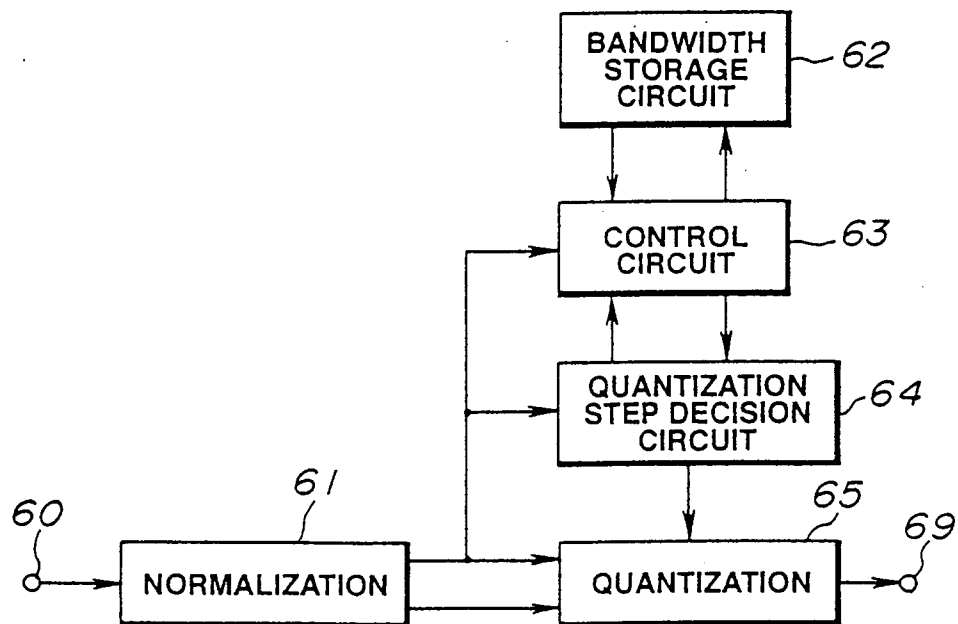 BANDWIDTH
STORAGE
CIRCUIT
62
CONTROL
CIRCUIT
63
QUANTIZATION
STEP DECISION
CIRCUIT
64
60
61
NORMALIZATION
65
QUANTIZATION
69